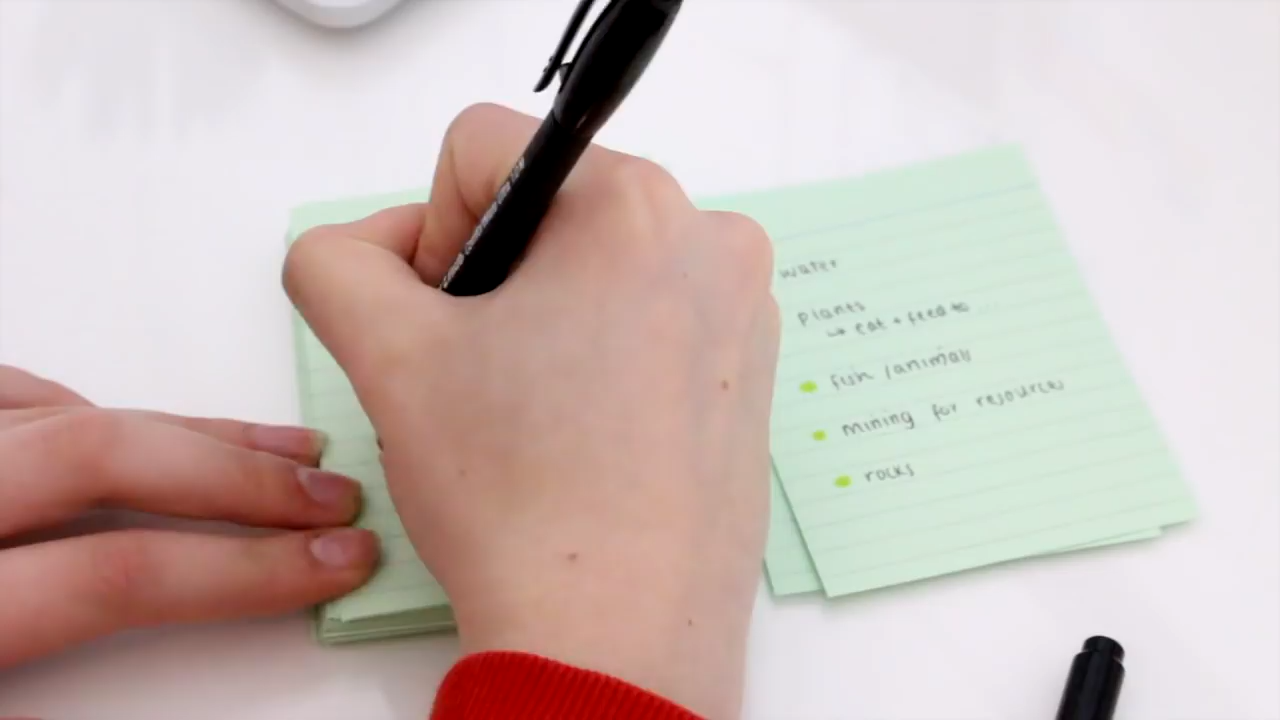 water
plants
↳ eat + feed to
fish / animals
mining for resources
rocks